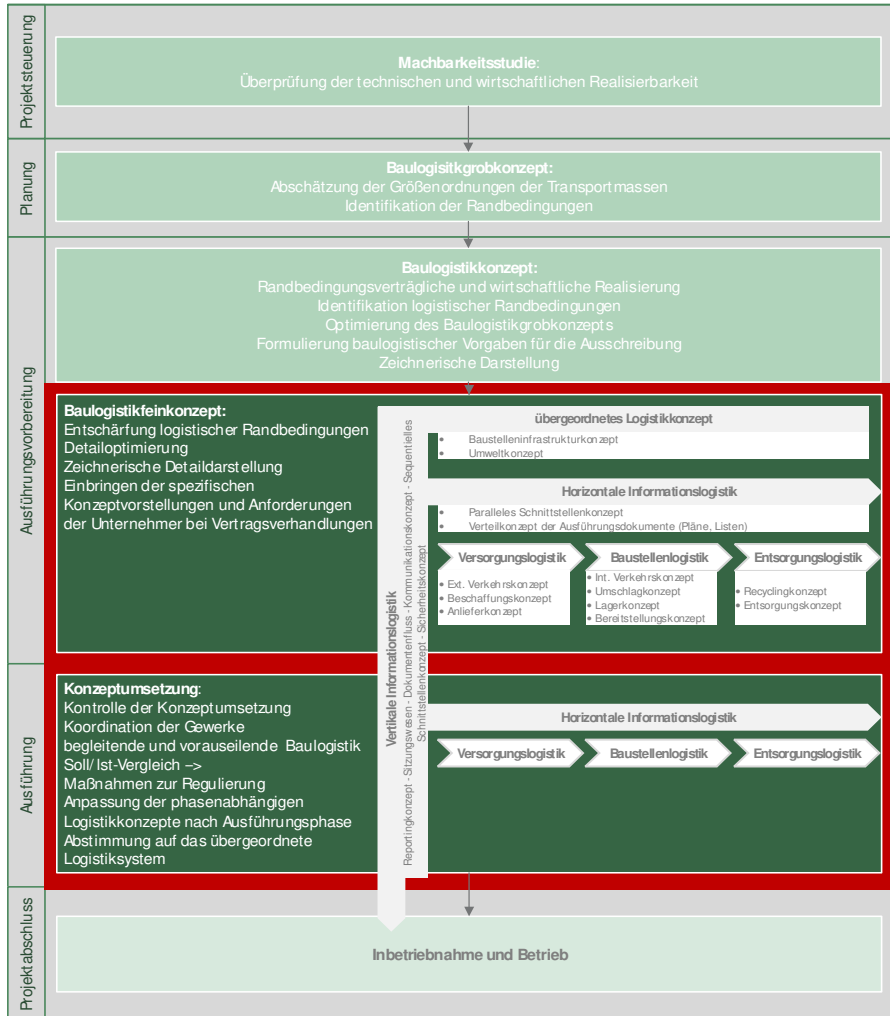 Projektsteuerung
Machbarkeitsstudie:
Überprüfung der technischen und wirtschaftlichen Realisierbarkeit
Planung
Baulogisitkgrobkonzept:
Abschätzung der Größenordnungen der Transportmassen
Identifikation der Randbedingungen
Ausführungsvorbereitung
Baulogistikkonzept:
Randbedingungsverträgliche und wirtschaftliche Realisierung
Identifikation logistischer Randbedingungen
Optimierung des Baulogistikgrobkonzepts
Formulierung baulogistischer Vorgaben für die Ausschreibung
Zeichnerische Darstellung
Baulogistikfeinkonzept:
Entschärfung logistischer Randbedingungen
Detailoptimierung
Zeichnerische Detaildarstellung
Einbringen der spezifischen
Konzeptvorstellungen und Anforderungen
der Unternehmer bei Vertragsverhandlungen
Vertikale Informationslogistik
Reportingkonzept - Sitzungswesen - Dokumentenfluss - Kommunikationskonzept - Sequentielles
Schnittstellenkonzept - Sicherheitskonzept
übergeordnetes Logistikkonzept
• Baustelleninfrastrukturkonzept
• Umweltkonzept
Horizontale Informationslogistik
• Paralleles Schnittstellenkonzept
• Verteilkonzept der Ausführungsdokumente (Pläne, Listen)
Versorgungslogistik
• Ext. Verkehrskonzept
• Beschaffungskonzept
• Anlieferkonzept
Baustellenlogistik
• Int. Verkehrskonzept
• Umschlagkonzept
• Lagerkonzept
• Bereitstellungskonzept
Entsorgungslogistik
• Recyclingkonzept
• Entsorgungskonzept
Ausführung
Konzeptumsetzung:
Kontrolle der Konzeptumsetzung
Koordination der Gewerke
begleitende und vorauseilende Baulogistik
Soll/Ist-Vergleich –>
Maßnahmen zur Regulierung
Anpassung der phasenabhängigen
Logistikkonzepte nach Ausführungsphase
Abstimmung auf das übergeordnete
Logistiksystem
Horizontale Informationslogistik
Versorgungslogistik
Baustellenlogistik
Entsorgungslogistik
Projektabschluss
Inbetriebnahme und Betrieb